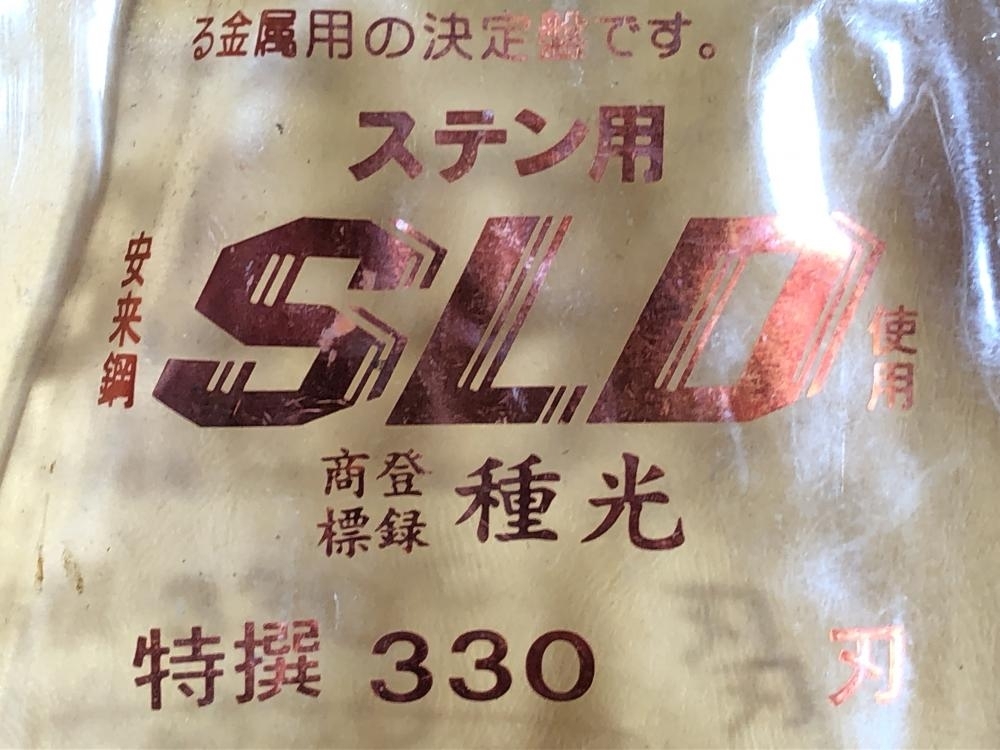 る金属用の決定盤です。
ステン用
安来鋼
SLD
使用
登録商標
種光
特撰 330 刃